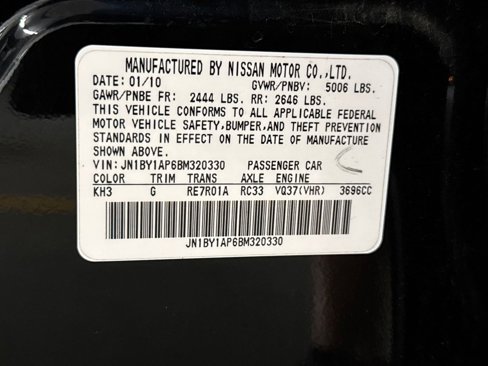 MANUFACTURED BY NISSAN MOTOR CO.,LTD.
DATE: 01/10 GVWR/PNBV: 5006 LBS.
GAWR/PNBE FR: 2444 LBS. RR: 2646 LBS.
THIS VEHICLE CONFORMS TO ALL APPLICABLE FEDERAL
MOTOR VEHICLE SAFETY,BUMPER,AND THEFT PREVENTION
STANDARDS IN EFFECT ON THE DATE OF MANUFACTURE
SHOWN ABOVE.
VIN: JN1BY1AP6BM320330 PASSENGER CAR
COLOR TRIM TRANS AXLE ENGINE
KH3 G RE7R01A RC33 VQ37(VHR) 3696CC
JN1BY1AP6BM320330